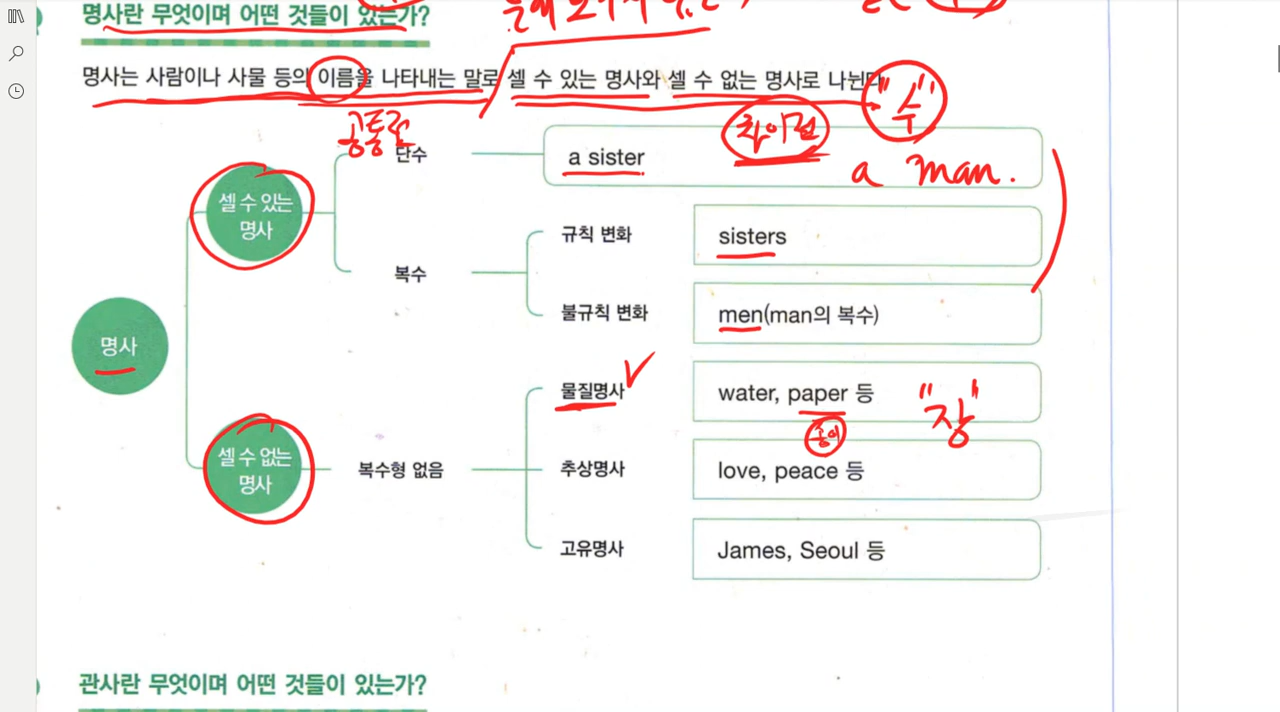 명사란 무엇이며 어떤 것들이 있는가?
명사는 사람이나 사물 등의 이름을 나타내는 말로 셀 수 있는 명사와 셀 수 없는 명사로 나뉜다
"수"
공통점
차이점
단수
a sister
a man.
셀 수 있는
명사
규칙 변화
sisters
복수
불규칙 변화
men(man의 복수)
명사
물질명사
water, paper 등
"장"
종이
셀 수 없는
명사
복수형 없음
추상명사
love, peace 등
고유명사
James, Seoul 등
관사란 무엇이며 어떤 것들이 있는가?